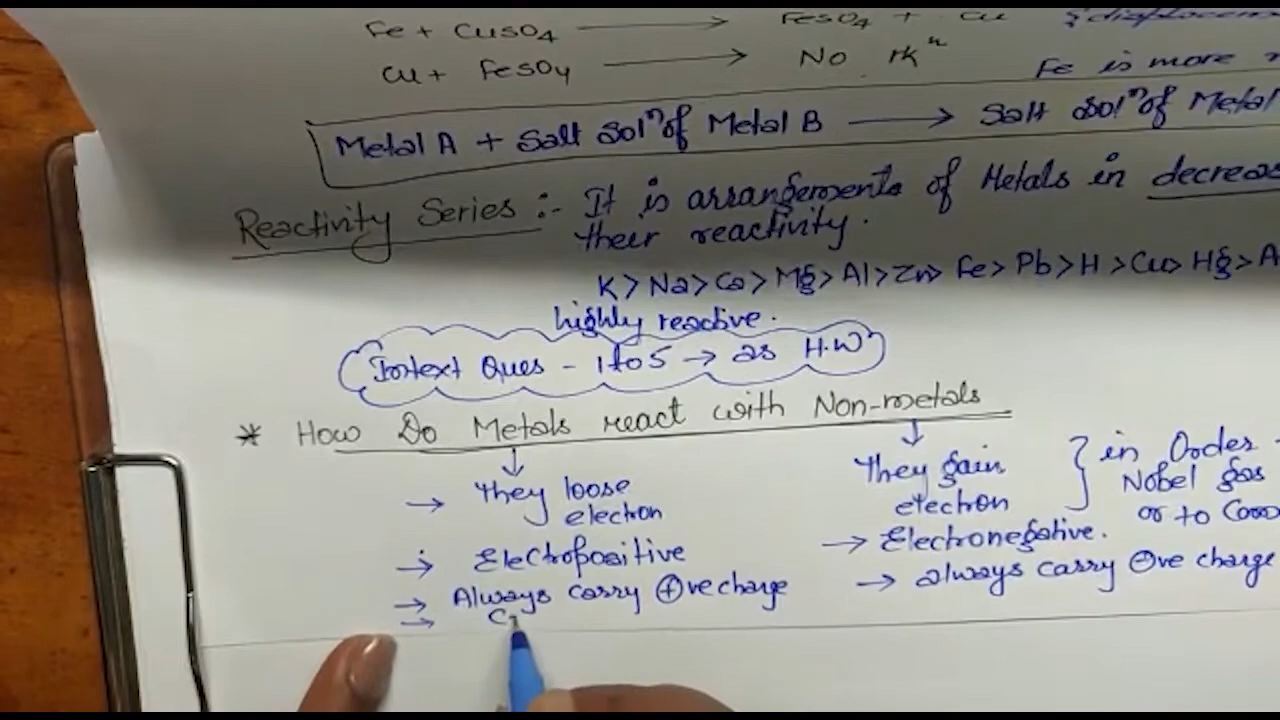 Fe + CuSO4 → FeSO4 + Cu
Cu + FeSO4 → No rkⁿ Fe is more
Metal A + Salt Solⁿ of Metal B → Salt Solⁿ of Metal
Reactivity Series :- It is arrangements of Metals in decreas
their reactivity.
K > Na > Ca > Mg > Al > Zn > Fe > Pb > H > Cu > Hg > A
highly reactive.
Intext Ques - 1 to 5 → as H.W
* How Do Metals react with Non-metals
→ They loose electron
They gain electron } in Order
Nobel gas
or to
→ Electropositive
→ Electronegative.
→ Always carry ⊕ve charge
→ always carry ⊖ve charge
→ C